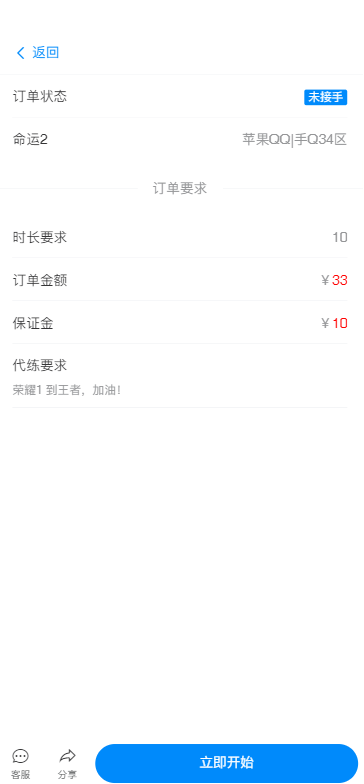 返回
订单状态 未接手
命运2 苹果QQ|手Q34区
订单要求
时长要求 10
订单金额 ￥33
保证金 ￥10
代练要求
荣耀1 到王者，加油！
客服 分享 立即开始